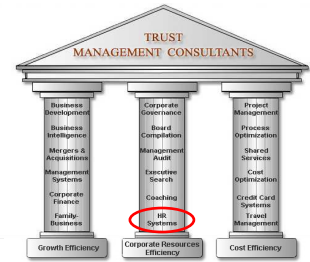 TRUST
MANAGEMENT CONSULTANTS
Business
Development
Business
Intelligence
Mergers &
Acquisitions
Management
Systems
Corporate
Finance
Family-
Business
Growth Efficiency
Corporate
Governance
Board
Compilation
Management
Audit
Executive
Search
Coaching
HR
Systems
Corporate Resources
Efficiency
Project
Management
Process
Optimization
Shared
Services
Cost
Optimization
Credit Card
Systems
Travel
Management
Cost Efficiency